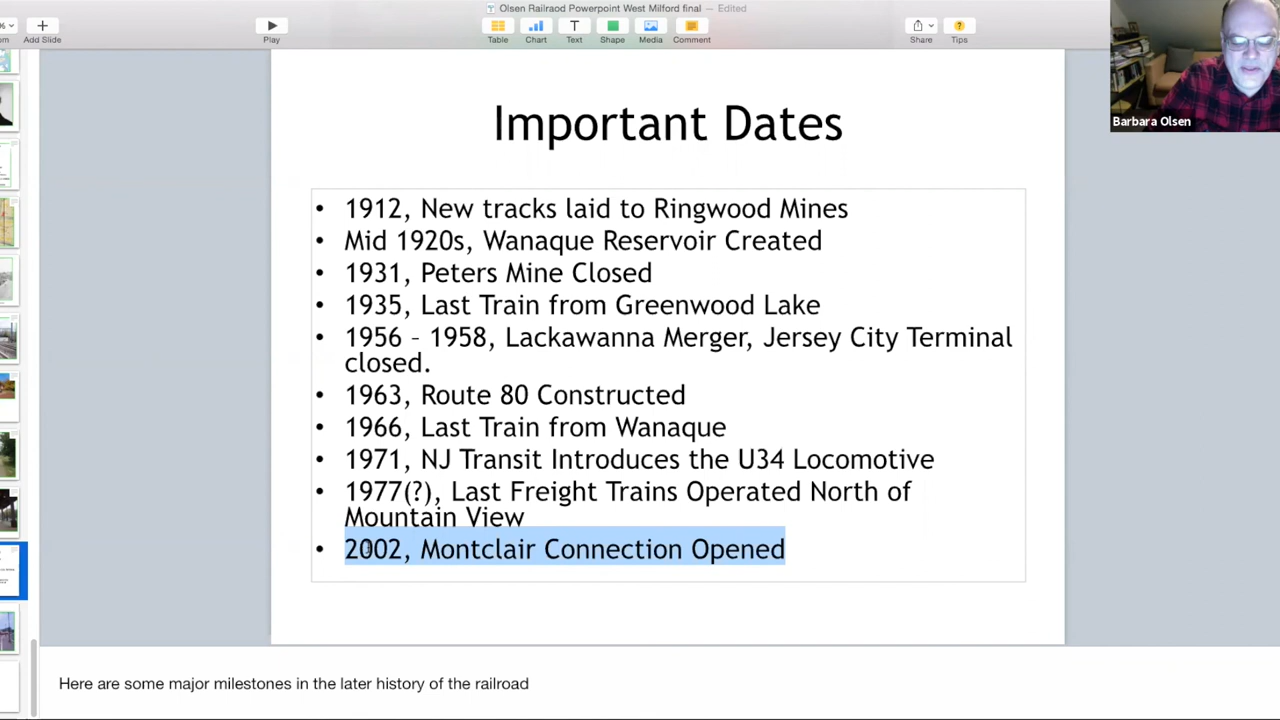 Olsen Railraod Powerpoint West Milford final — Edited
Add Slide
Play
Table
Chart
Text
Shape
Media
Comment
Share
Tips
Barbara Olsen
Important Dates
• 1912, New tracks laid to Ringwood Mines
• Mid 1920s, Wanaque Reservoir Created
• 1931, Peters Mine Closed
• 1935, Last Train from Greenwood Lake
• 1956 – 1958, Lackawanna Merger, Jersey City Terminal
closed.
• 1963, Route 80 Constructed
• 1966, Last Train from Wanaque
• 1971, NJ Transit Introduces the U34 Locomotive
• 1977(?), Last Freight Trains Operated North of
Mountain View
• 2002, Montclair Connection Opened
Here are some major milestones in the later history of the railroad